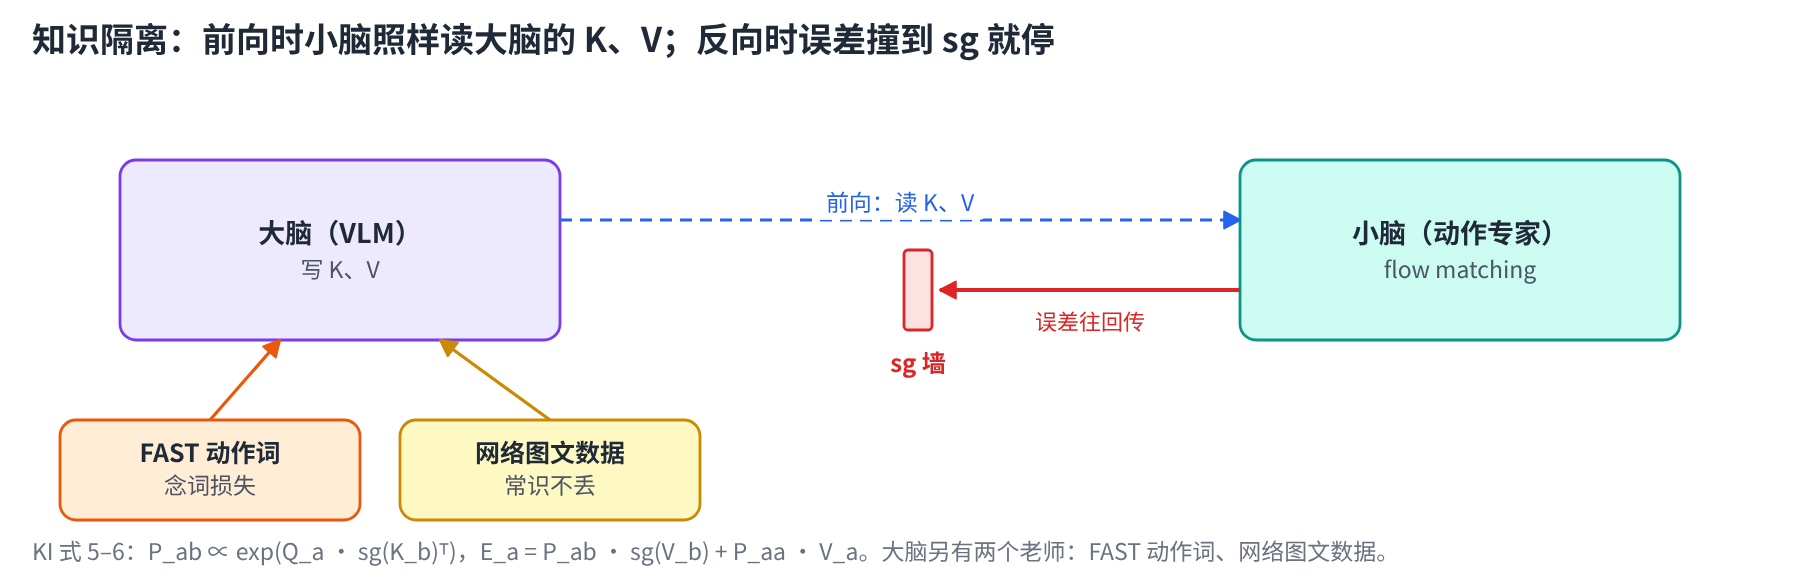 知识隔离：前向时小脑照样读大脑的 K、V；反向时误差撞到 sg 就停
前向：读 K、V
大脑（VLM）
写 K、V
小脑（动作专家）
flow matching
误差往回传
sg 墙
FAST 动作词
念词损失
网络图文数据
常识不丢
KI 式 5–6：P_ab ∝ exp(Q_a · sg(K_b)ᵀ)，E_a = P_ab · sg(V_b) + P_aa · V_a。大脑另有两个老师：FAST 动作词、网络图文数据。